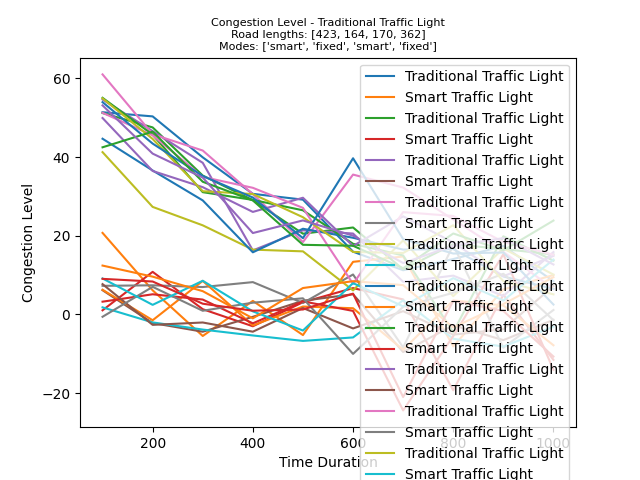 Congestion Level - Traditional Traffic Light
Road lengths: [423, 164, 170, 362]
Modes: ['smart', 'fixed', 'smart', 'fixed']
Congestion Level
60
40
20
0
−20
200
400
600
800
1000
Time Duration
Traditional Traffic Light
Smart Traffic Light
Traditional Traffic Light
Smart Traffic Light
Traditional Traffic Light
Smart Traffic Light
Traditional Traffic Light
Smart Traffic Light
Traditional Traffic Light
Smart Traffic Light
Traditional Traffic Light
Smart Traffic Light
Traditional Traffic Light
Smart Traffic Light
Traditional Traffic Light
Smart Traffic Light
Traditional Traffic Light
Smart Traffic Light
Traditional Traffic Light
Smart Traffic Light